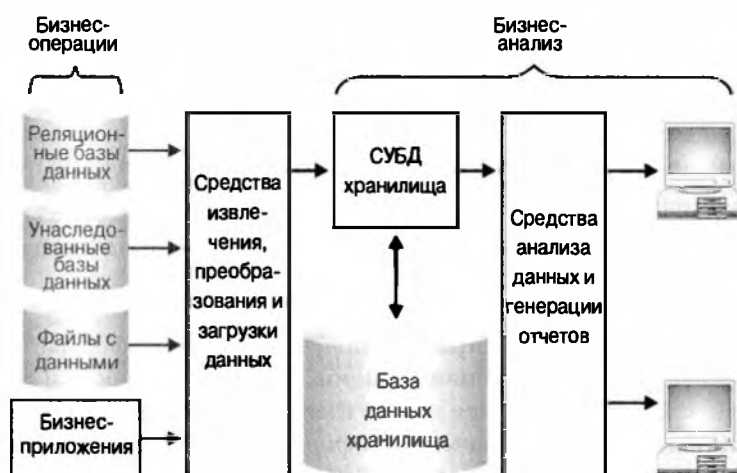 Бизнес-
операции
Бизнес-
анализ
Реляцион-
ные базы
данных
Унаследо-
ванные
базы
данных
Файлы с
данными
Бизнес-
приложения
Средства
извле-
чения,
преобра-
зования и
загрузки
данных
СУБД
хранилища
База
данных
хранилища
Средства
анализа
данных и
генерации
отчетов